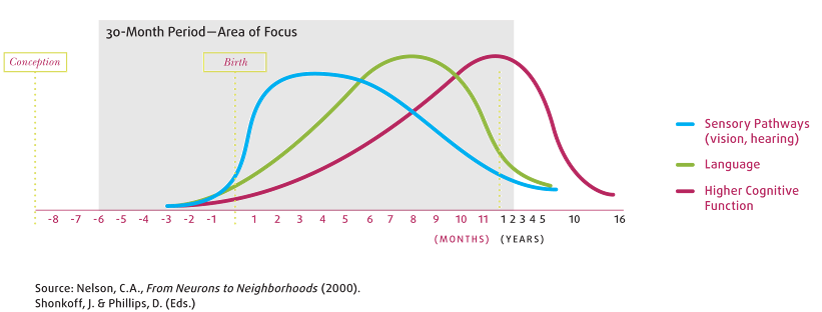 30-Month Period—Area of Focus
Conception
Birth
Sensory Pathways
(vision, hearing)
Language
Higher Cognitive
Function
-8 -7 -6 -5 -4 -3 -2 -1 1 2 3 4 5 6 7 8 9 10 11 1 2 3 4 5 10 16
(MONTHS) (YEARS)
Source: Nelson, C.A., From Neurons to Neighborhoods (2000).
Shonkoff, J. & Phillips, D. (Eds.)